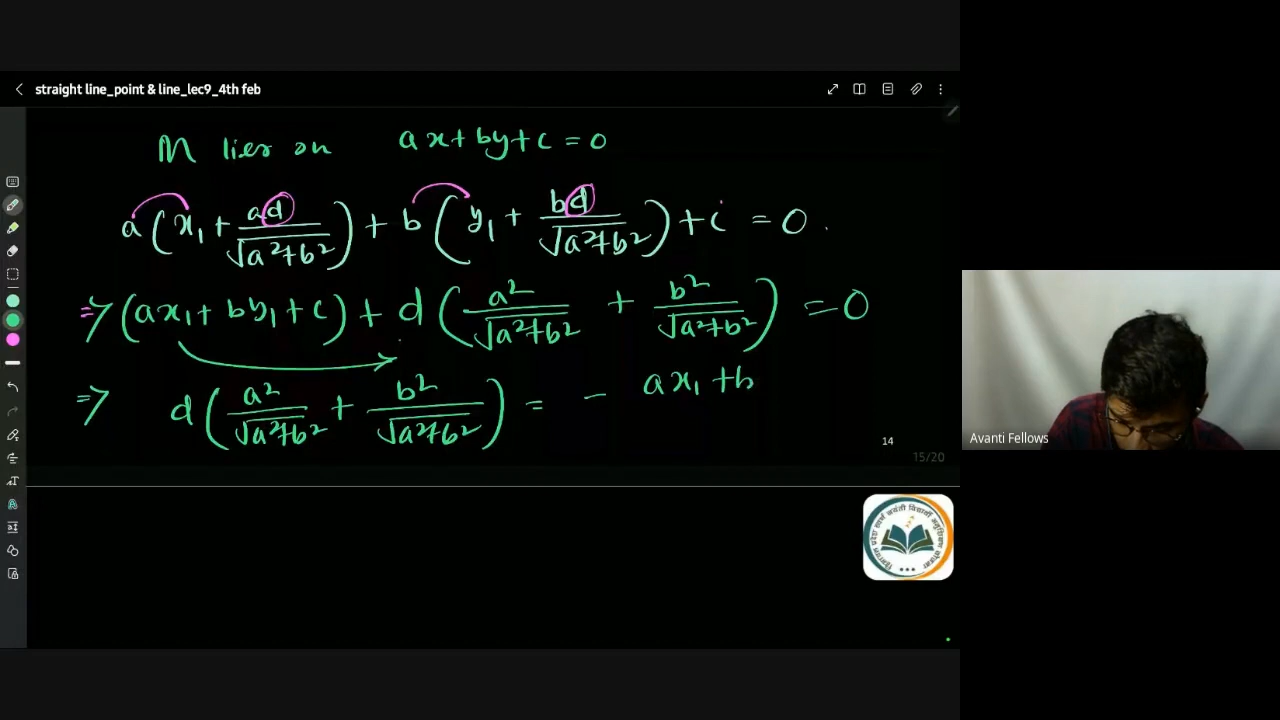 straight line_point & line_lec9_4th feb
M lies on ax+by+c=0
a(x₁+ad/√a²+b²)+b(y₁+bd/√a²+b²)+c=0.
⇒(ax₁+by₁+c)+d(a²/√a²+b²+b²/√a²+b²)=0
⇒ d(a²/√a²+b²+b²/√a²+b²)= - ax₁+b
14
15/20
Avanti Fellows